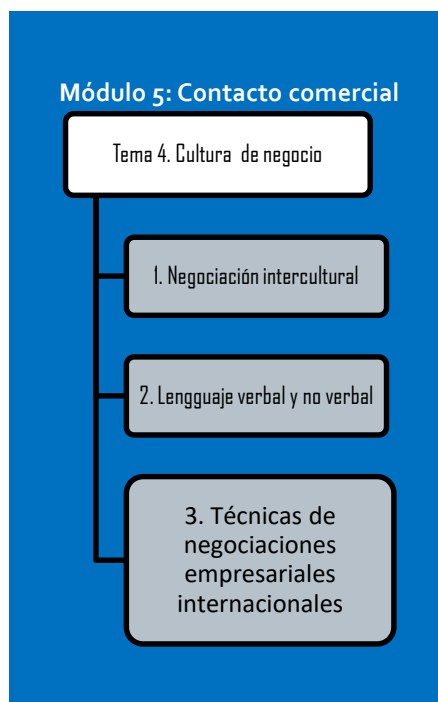 Módulo 5: Contacto comercial
Tema 4. Cultura de negocio
1. Negociación intercultural
2. Lengguaje verbal y no verbal
3. Técnicas de
negociaciones
empresariales
internacionales